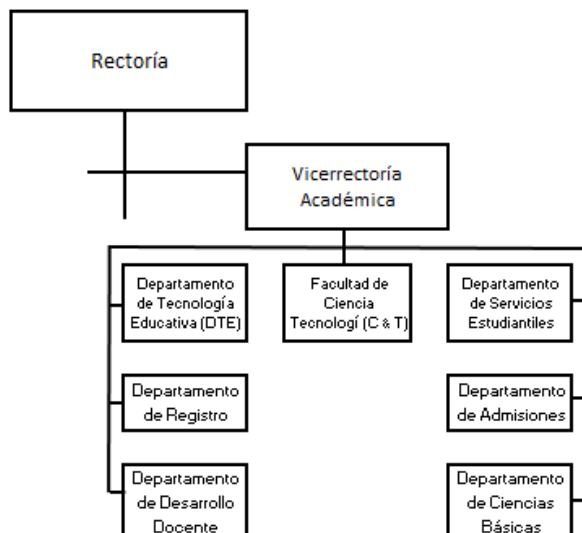 Rectoría
Vicerrectoría
Académica
Departamento
de Tecnología
Educativa (DTE)
Facultad de
Ciencia
Tecnologí (C & T)
Departamento
de Servicios
Estudiantiles
Departamento
de Registro
Departamento
de Admisiones
Departamento
de Desarrollo
Docente
Departamento
de Ciencias
Básicas